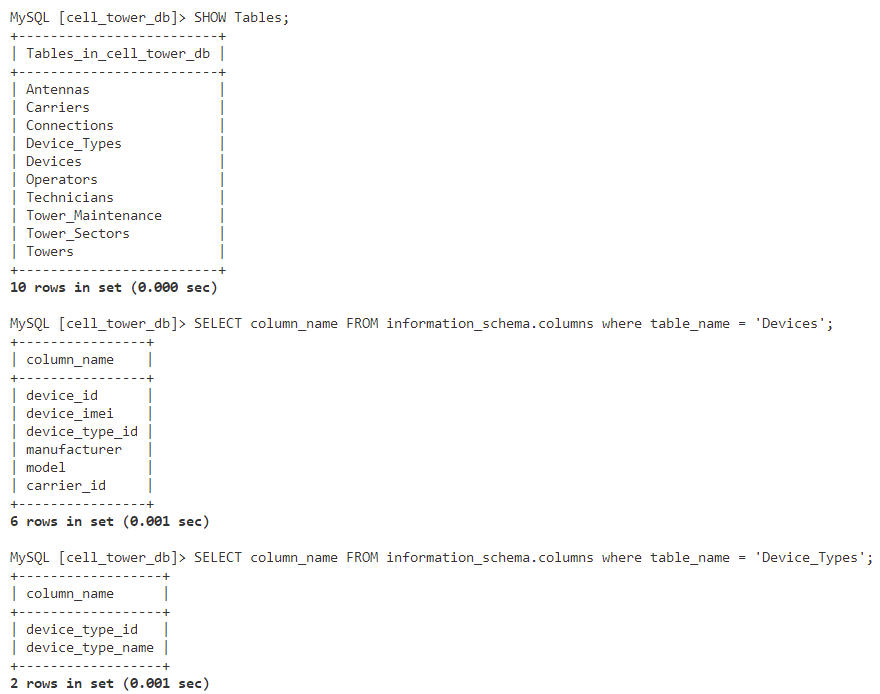 MySQL [cell_tower_db]> SHOW Tables;
+-------------------------+
| Tables_in_cell_tower_db |
+-------------------------+
| Antennas                |
| Carriers                |
| Connections             |
| Device_Types            |
| Devices                 |
| Operators               |
| Technicians             |
| Tower_Maintenance       |
| Tower_Sectors           |
| Towers                  |
+-------------------------+
10 rows in set (0.000 sec)

MySQL [cell_tower_db]> SELECT column_name FROM information_schema.columns where table_name = 'Devices';
+----------------+
| column_name    |
+----------------+
| device_id      |
| device_imei    |
| device_type_id |
| manufacturer   |
| model          |
| carrier_id     |
+----------------+
6 rows in set (0.001 sec)

MySQL [cell_tower_db]> SELECT column_name FROM information_schema.columns where table_name = 'Device_Types';
+------------------+
| column_name      |
+------------------+
| device_type_id   |
| device_type_name |
+------------------+
2 rows in set (0.001 sec)